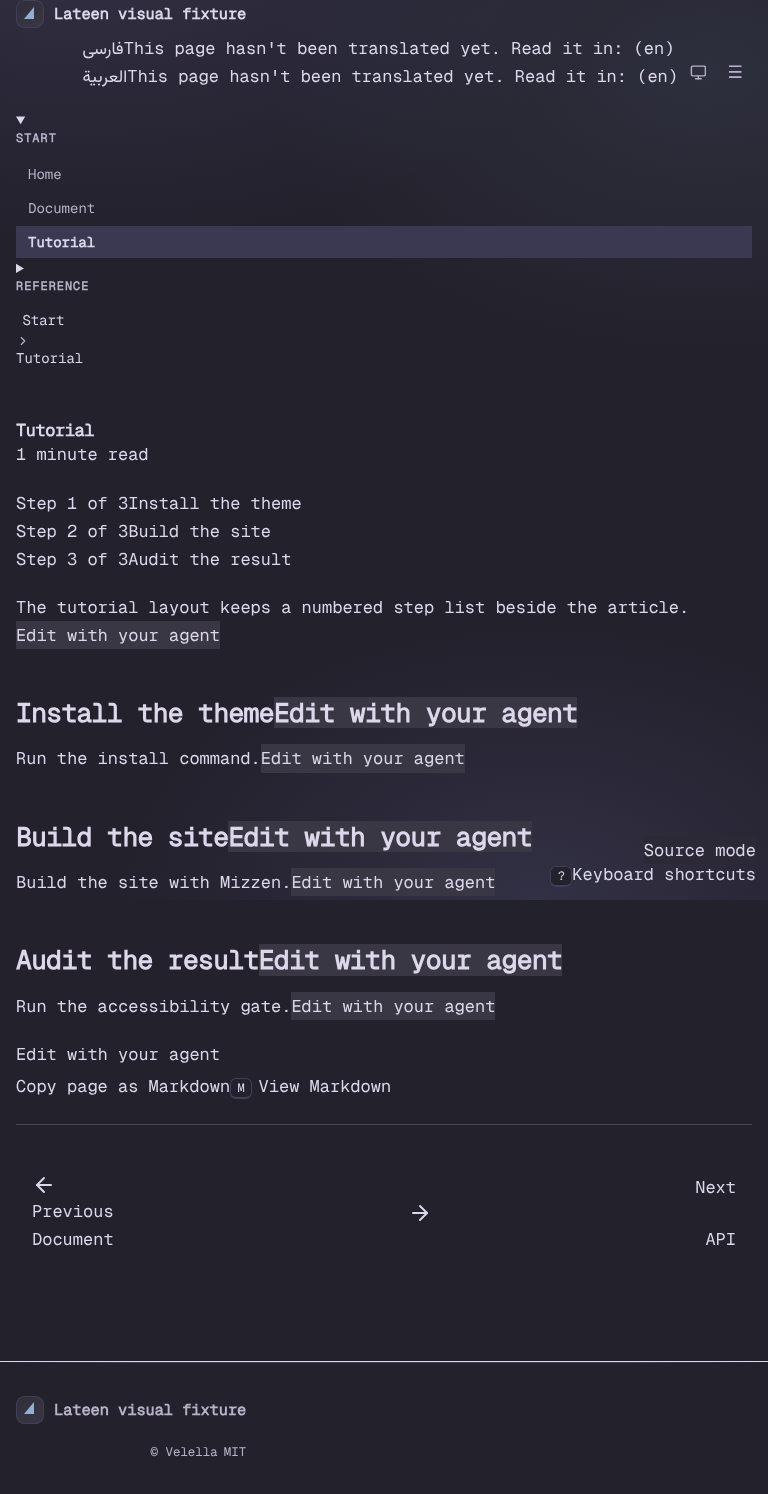 Lateen visual fixture
فارسیThis page hasn't been translated yet. Read it in: (en)
العربيةThis page hasn't been translated yet. Read it in: (en)
START
Home
Document
Tutorial
REFERENCE
Start
Tutorial
Tutorial
1 minute read
Step 1 of 3Install the theme
Step 2 of 3Build the site
Step 3 of 3Audit the result
The tutorial layout keeps a numbered step list beside the article.
Edit with your agent
Install the themeEdit with your agent
Run the install command.Edit with your agent
Build the siteEdit with your agent
Source mode
?Keyboard shortcuts
Build the site with Mizzen.Edit with your agent
Audit the resultEdit with your agent
Run the accessibility gate.Edit with your agent
Edit with your agent
Copy page as MarkdownM View Markdown
Previous
Document
Next
API
Lateen visual fixture
© Velella MIT